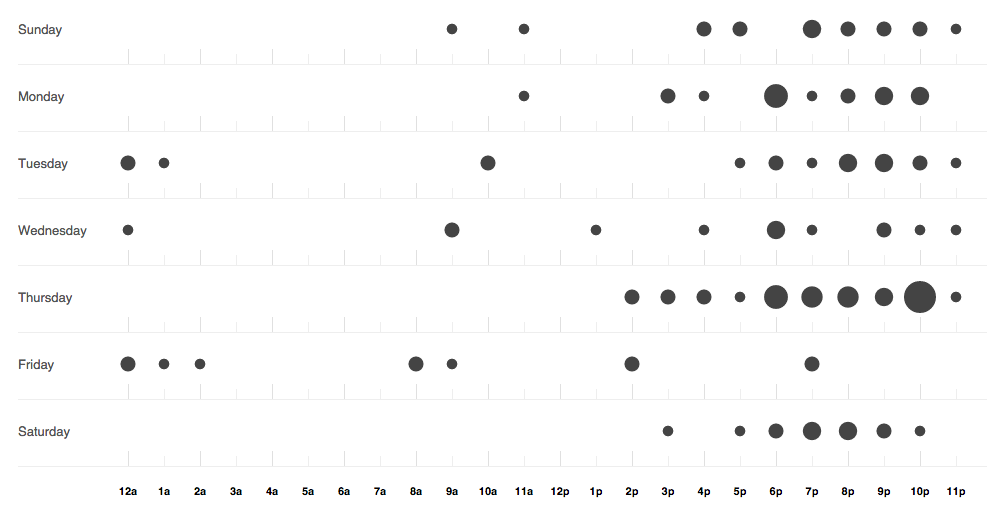 Sunday
Monday
Tuesday
Wednesday
Thursday
Friday
Saturday
12a 1a 2a 3a 4a 5a 6a 7a 8a 9a 10a 11a 12p 1p 2p 3p 4p 5p 6p 7p 8p 9p 10p 11p